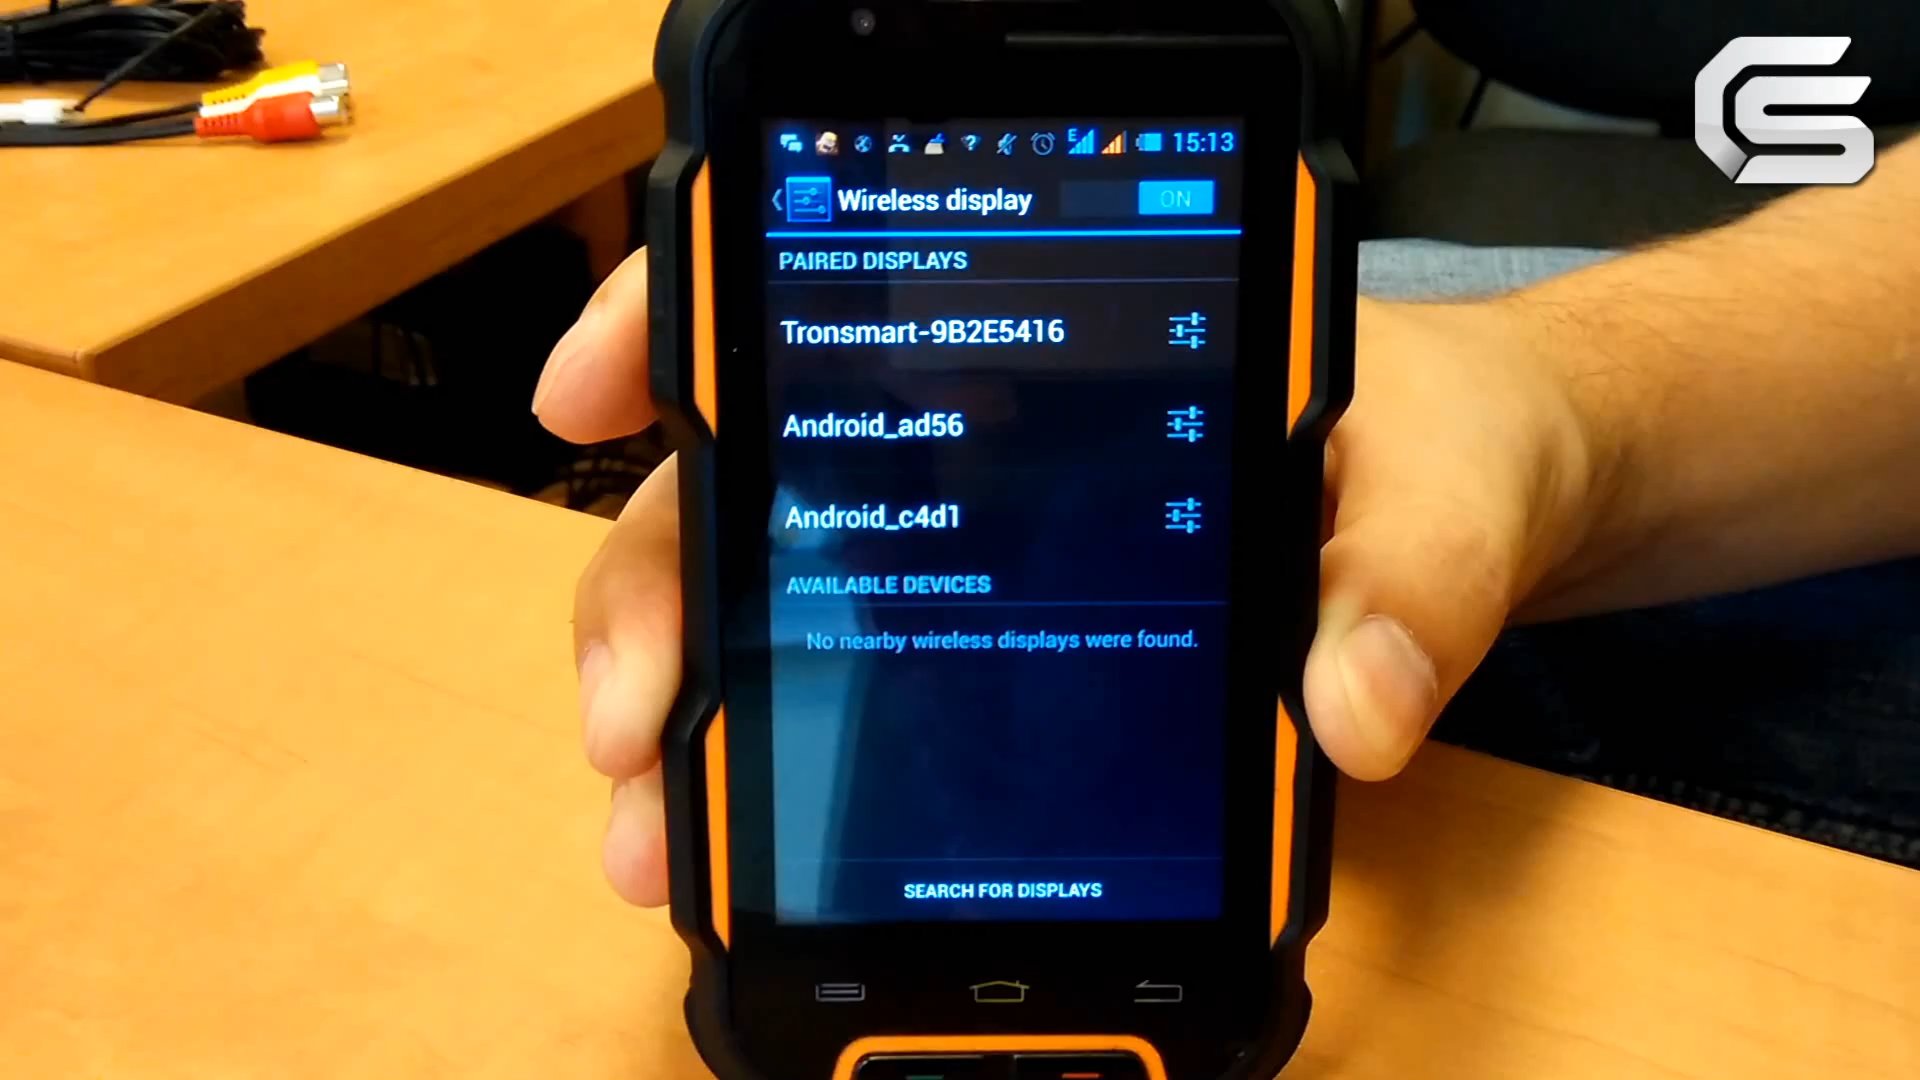 E
15:13
Wireless display
ON
PAIRED DISPLAYS
Tronsmart-9B2E5416
Android_ad56
Android_c4d1
AVAILABLE DEVICES
No nearby wireless displays were found.
SEARCH FOR DISPLAYS